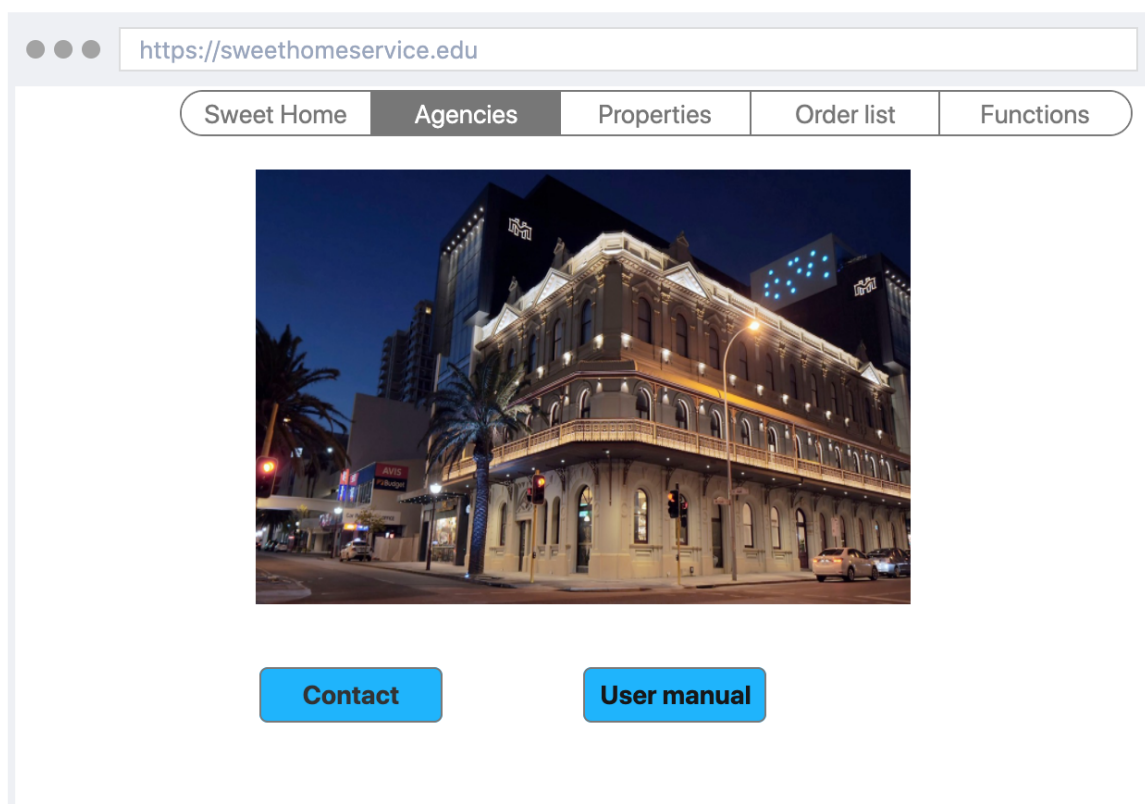 https://sweethomeservice.edu
Sweet Home Agencies Properties Order list Functions
AVIS
Budget
Contact User manual